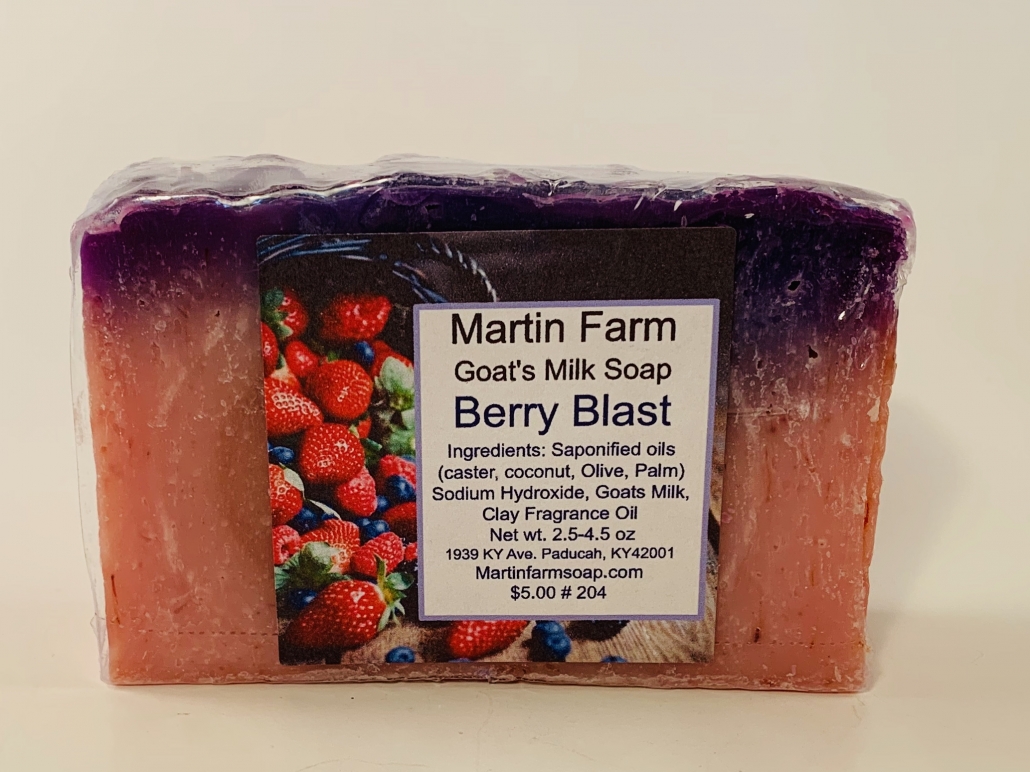 Martin Farm
Goat's Milk Soap
Berry Blast
Ingredients: Saponified oils
(caster, coconut, Olive, Palm)
Sodium Hydroxide, Goats Milk,
Clay Fragrance Oil
Net wt. 2.5-4.5 oz
1939 KY Ave. Paducah, KY42001
Martinfarmsoap.com
$5.00 # 204